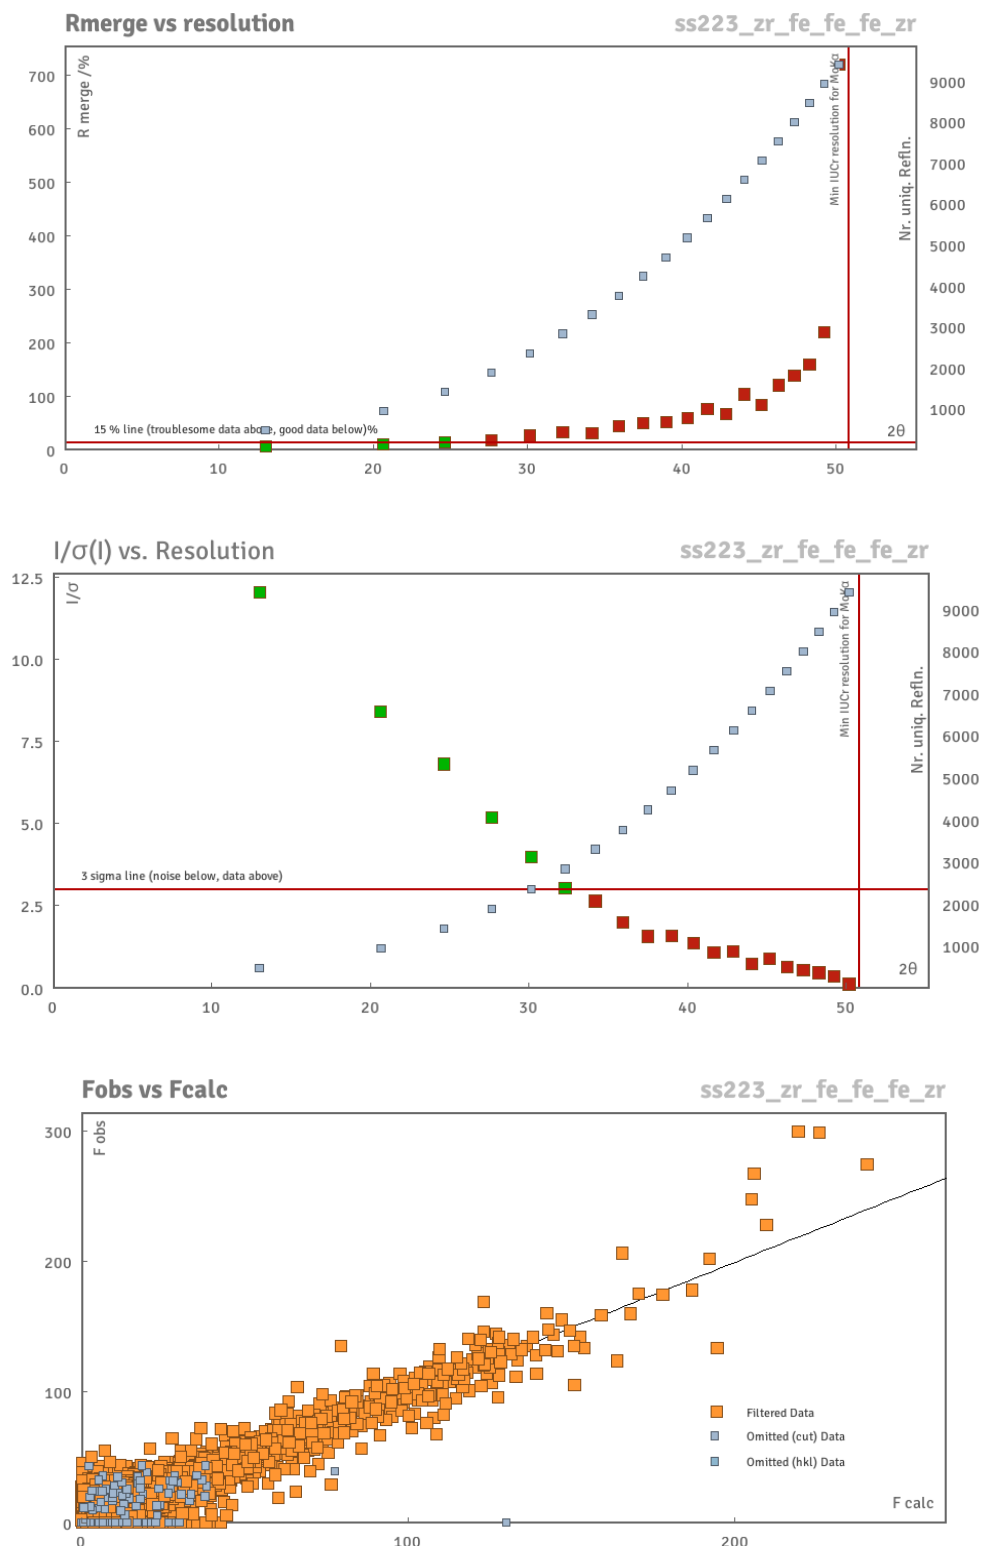 Rmerge vs resolution ss223_zr_fe_fe_fe_zr
R merge /%
700
600
500
400
300
200
100
0
9000
8000
7000
6000
5000
4000
3000
2000
1000
Min IUCr resolution for MoKα
Nr. uniq. Refln.
15 % line (troublesome data above, good data below)%
2θ
0 10 20 30 40 50
I/σ(I) vs. Resolution ss223_zr_fe_fe_fe_zr
I/σ
12.5
10.0
7.5
5.0
2.5
0.0
9000
8000
7000
6000
5000
4000
3000
2000
1000
Min IUCr resolution for MoKα
Nr. uniq. Refln.
3 sigma line (noise below, data above)
2θ
0 10 20 30 40 50
Fobs vs Fcalc ss223_zr_fe_fe_fe_zr
F obs
300
200
100
0
Filtered Data
Omitted (cut) Data
Omitted (hkl) Data
F calc
0 100 200